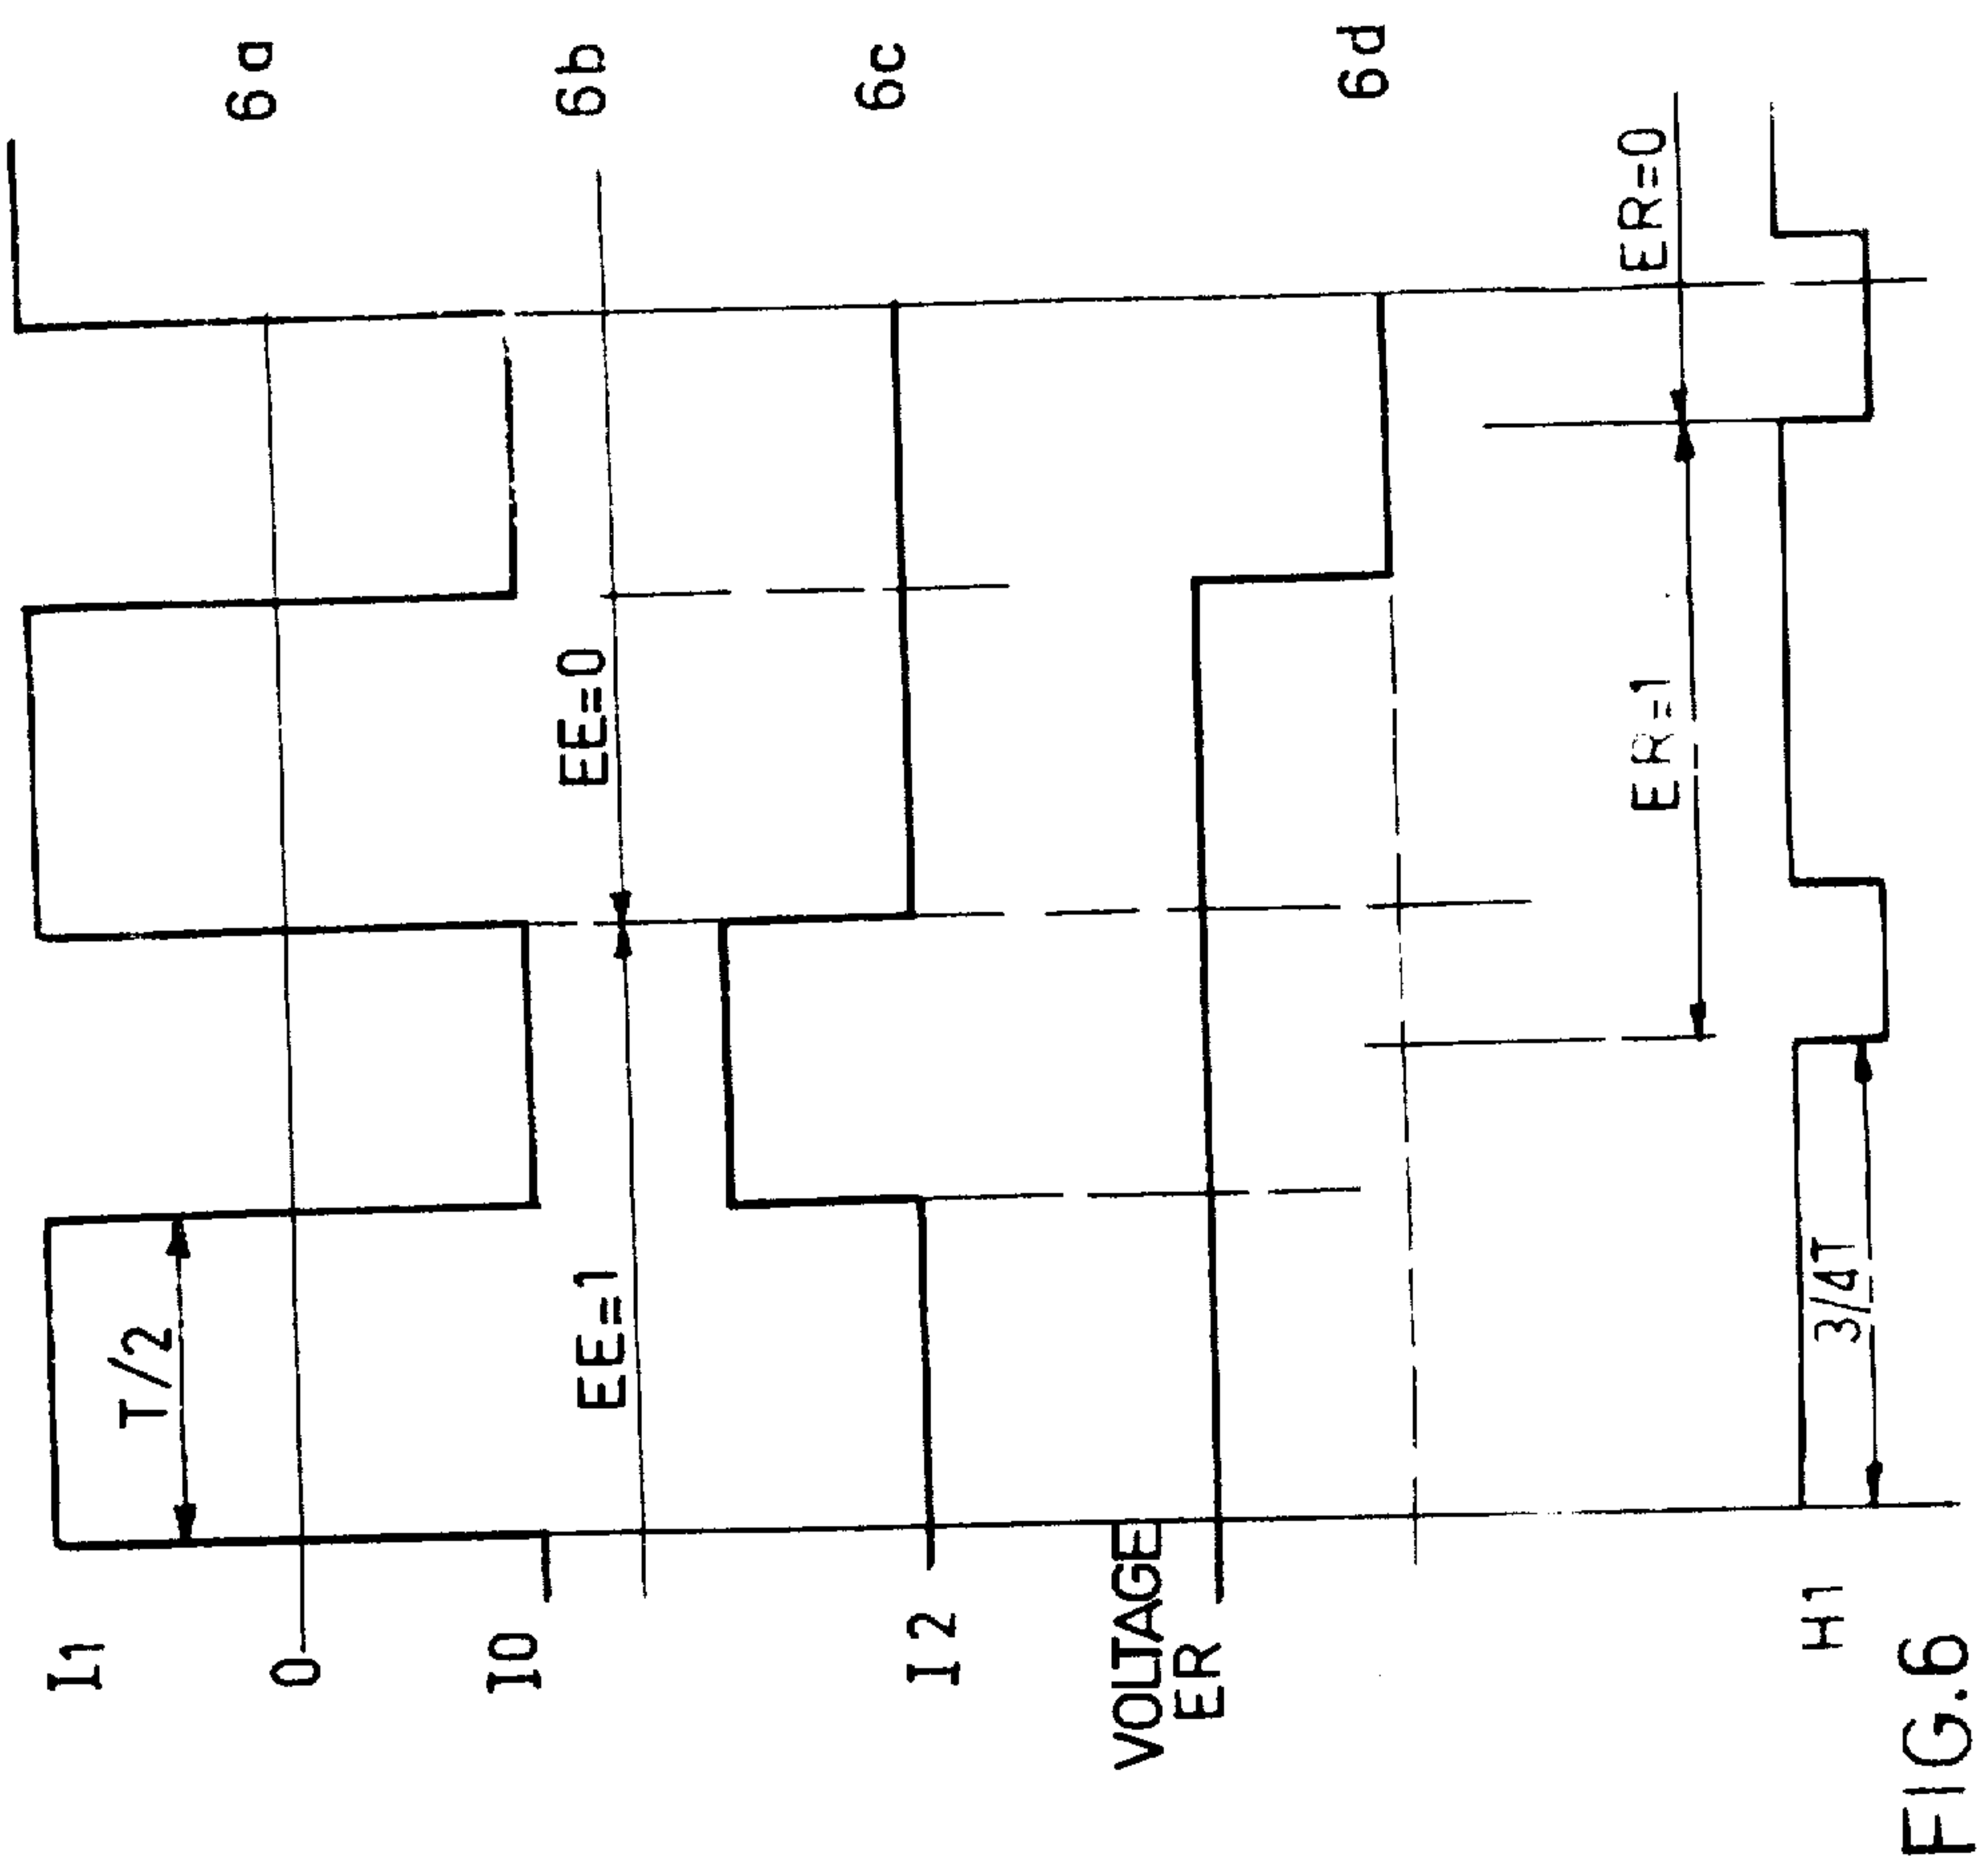 I1
T/2
0
6a
I0
EE=1
EE=0
6b
I2
6c
VOLTAGE
ER
6d
ER=1
ER=0
H1
3/4T
FIG.6